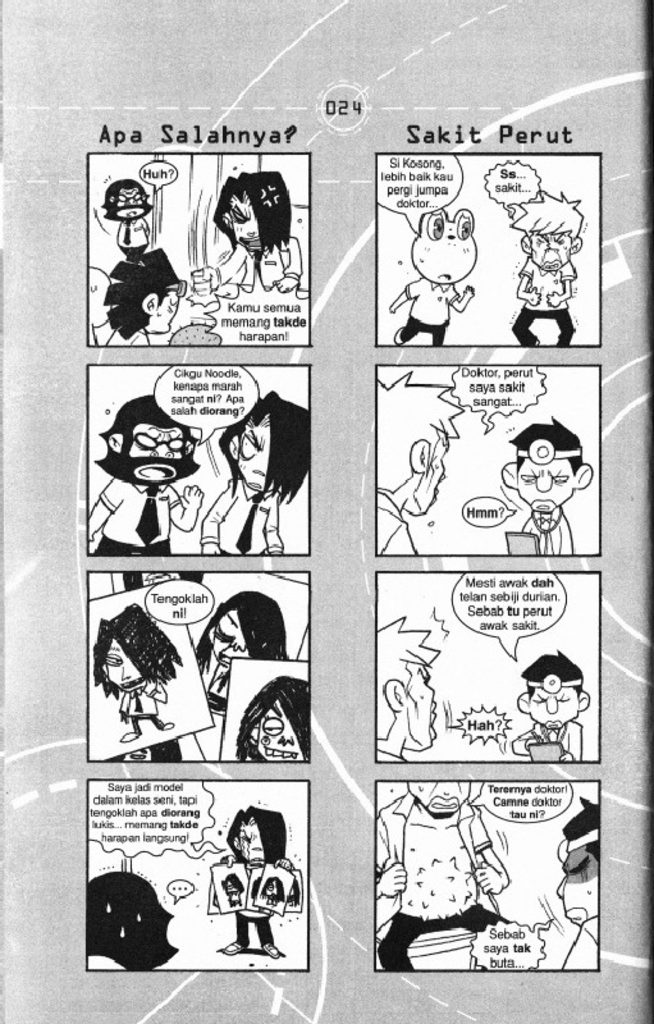 024
Apa Salahnya?
Huh?
Kamu semua
memang takde
harapan!!
Cikgu Noodle,
kenapa marah
sangat ni? Apa
salah diorang?
Tengoklah
ni!
Saya jadi model
dalam kelas seni, tapi
tengoklah apa diorang
lukis... memang takde
harapan langsung!
...
Sakit Perut
Si Kosong,
lebih baik kau
pergi jumpa
doktor...
Ss...
sakit...
Doktor, perut
saya sakit
sangat...
Hmm?
Mesti awak dah
telan sebiji durian.
Sebab tu perut
awak sakit.
Hah?
Terernya doktor!
Camne doktor
tau ni?
Sebab
saya tak
buta...